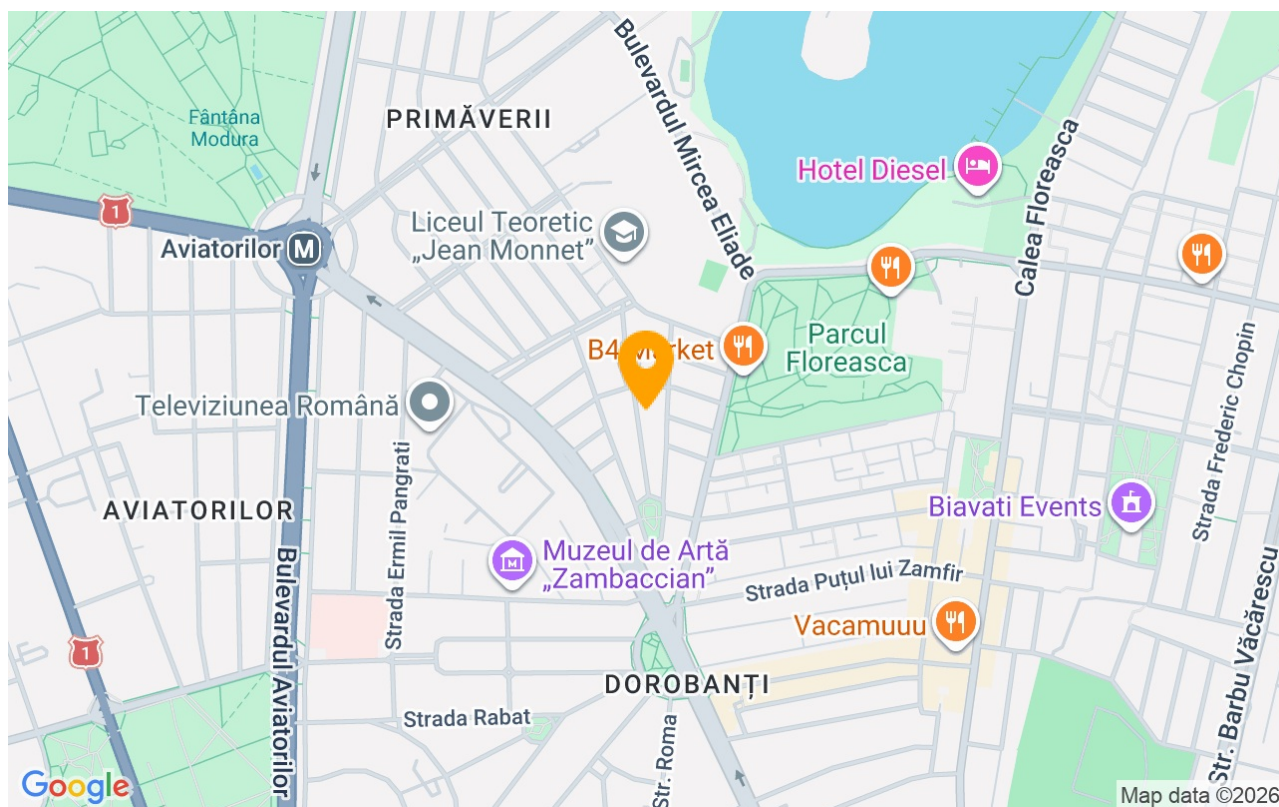 Fântâna
Modura
PRIMĂVERII
Bulevardul Mircea Eliade
Hotel Diesel
Calea Floreasca
1
Aviatorilor M
Liceul Teoretic
„Jean Monnet”
B4 Market
Parcul
Floreasca
Strada Frederic Chopin
Televiziunea Română
Strada Ermil Pangrati
AVIATORILOR
Biavati Events
Bulevardul Aviatorilor
Muzeul de Artă
„Zambaccian”
M
Strada Puțul lui Zamfir
Vacamuuu
Str. Barbu Văcărescu
1
DOROBANȚI
Strada Rabat
Str. Roma
Google
Map data ©2026